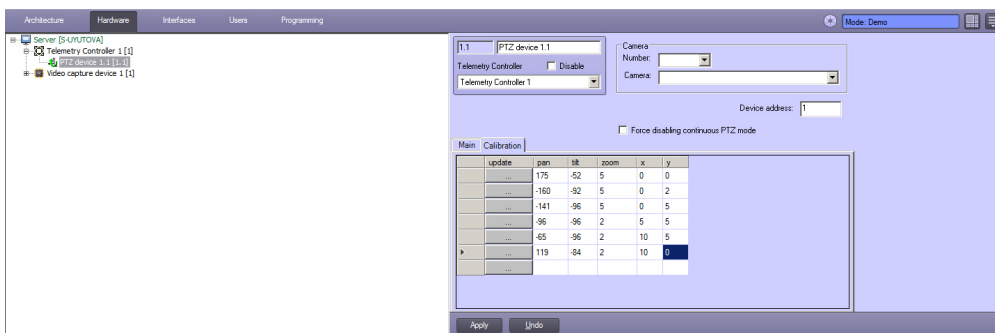 Architecture Hardware Interfaces Users Programming Mode: Demo
Server [S-UYUTOVA]
Telemetry Controller 1 [1]
PTZ device 1.1 [1.1]
Video capture device 1 [1]
1.1 PTZ device 1.1
Telemetry Controller Disable
Telemetry Controller 1
Camera
Number:
Camera:
Device address: 1
Force disabling continuous PTZ mode
Main Calibration
update pan tilt zoom x y
... 175 -52 5 0 0
... -160 -92 5 0 2
... -141 -96 5 0 5
... -96 -96 2 5 5
... -65 -96 2 10 5
... 119 -84 2 10 0
...
Apply Undo